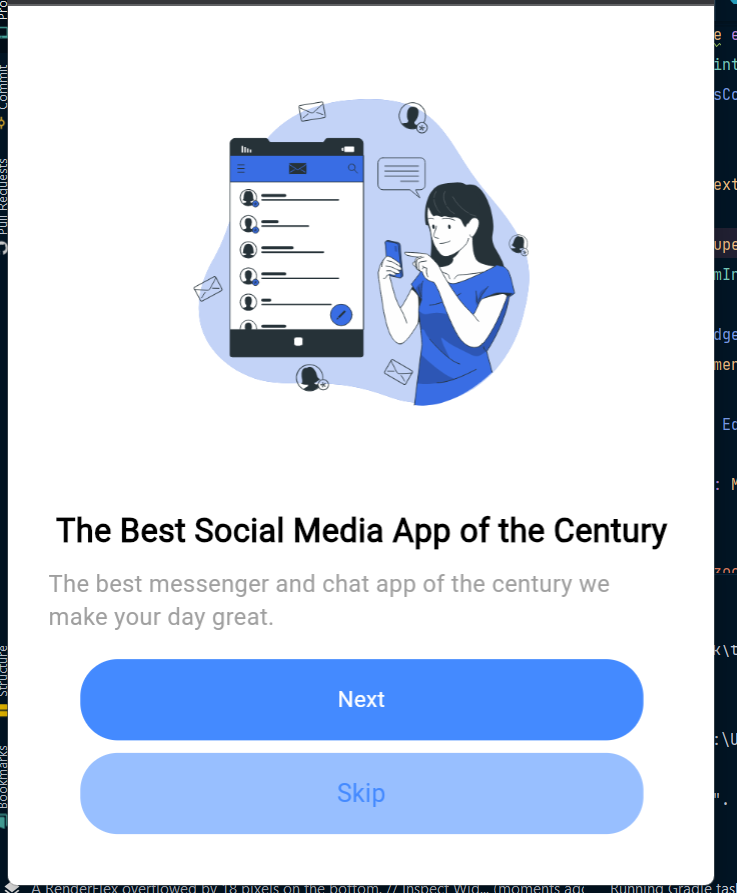 The Best Social Media App of the Century
The best messenger and chat app of the century we
make your day great.
Next
Skip
Commit
Pull Requests
Structure
Bookmarks
A RenderFlex overflowed by 18 pixels on the bottom. // Inspect Wid... (moments ago
Running Gradle task